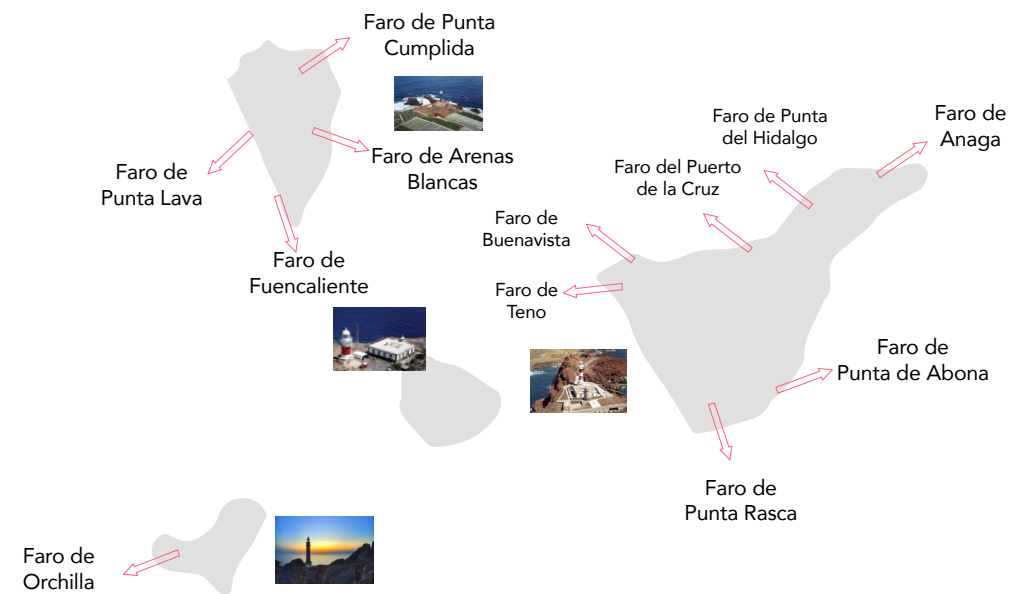 Faro de Punta
Cumplida
Faro de Arenas
Blancas
Faro de
Punta Lava
Faro de
Fuencaliente
Faro de
Anaga
Faro de Punta
del Hidalgo
Faro del Puerto
de la Cruz
Faro de
Buenavista
Faro de
Teno
Faro de
Punta de Abona
Faro de
Punta Rasca
Faro de
Orchilla